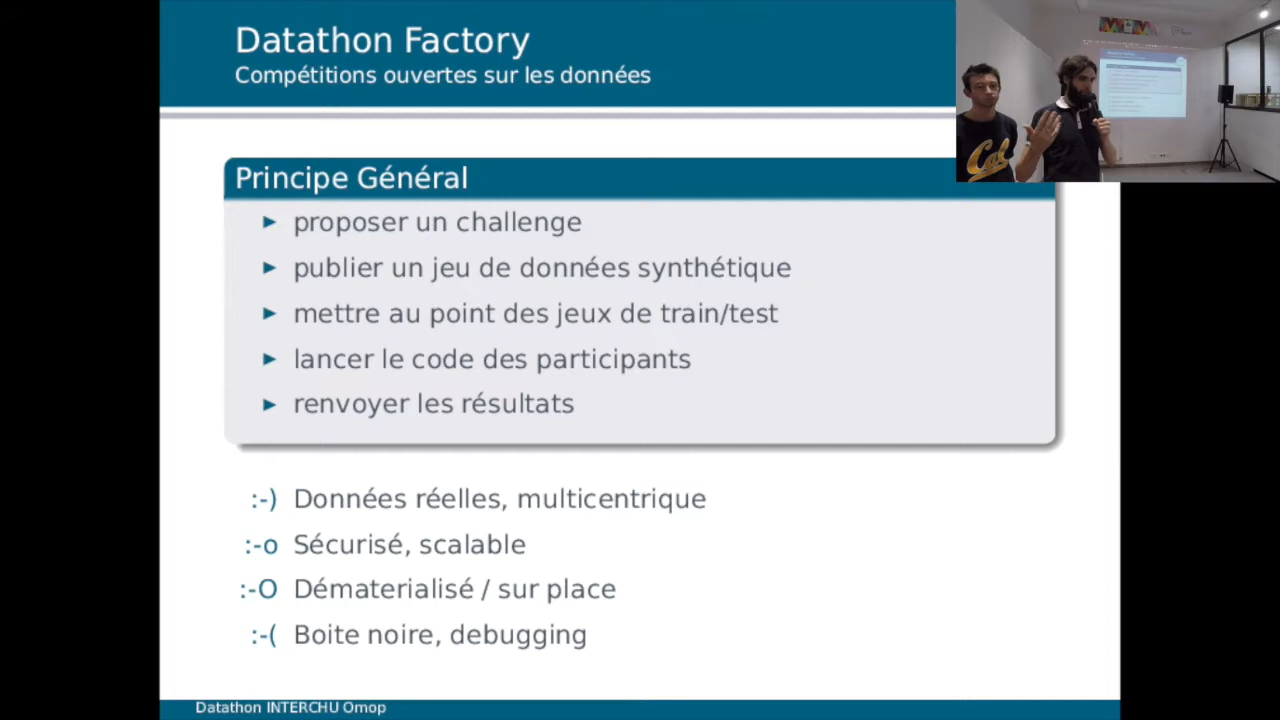 Datathon Factory
Compétitions ouvertes sur les données
Principe Général
proposer un challenge
publier un jeu de données synthétique
mettre au point des jeux de train/test
lancer le code des participants
renvoyer les résultats
:-) Données réelles, multicentrique
:-o Sécurisé, scalable
:-O Dématerialisé / sur place
:-( Boite noire, debugging
Datathon INTERCHU Omop
Cal